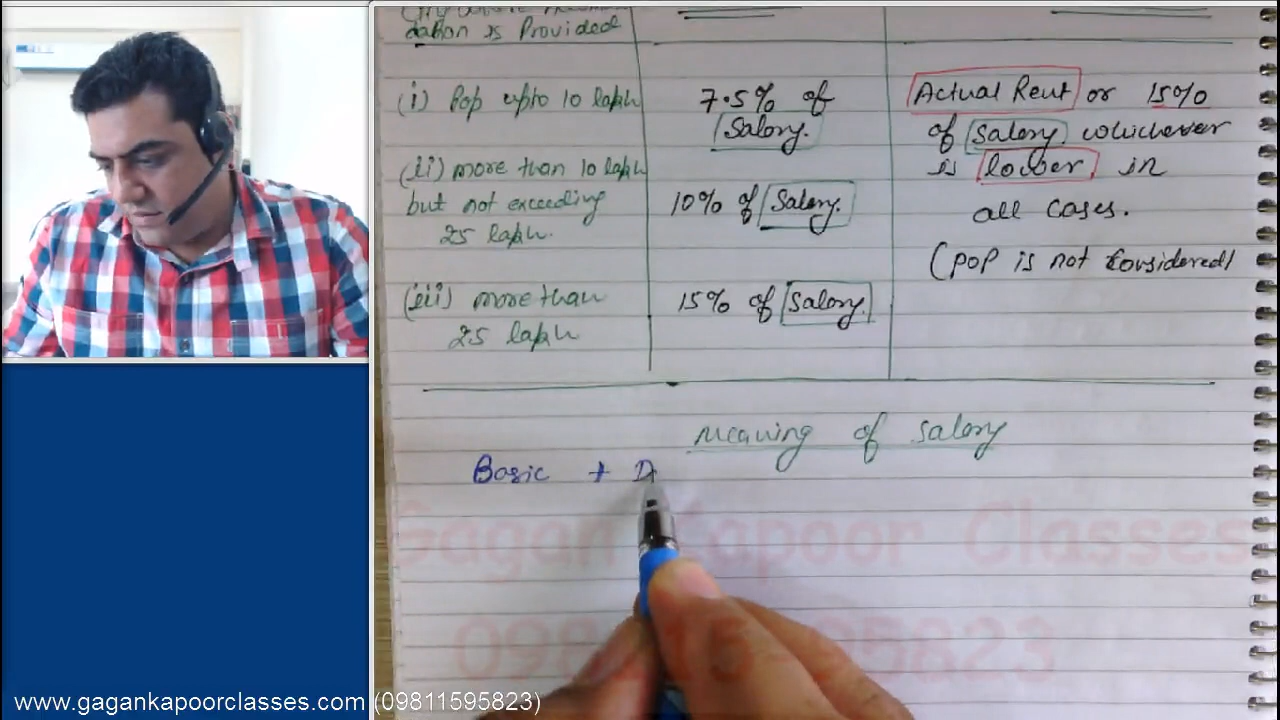 dation is Provided
(i) Pop upto 10 lakh
7.5% of
Salary.
Actual Rent or 15%
of Salary whichever
is lower in
all cases.
(POP is not Considered)
(ii) more than 10 lakh
but not exceeding
25 lakh.
10% of Salary.
(iii) more than
25 lakh
15% of Salary.
Meaning of Salary
Basic + D
Gagan Kapoor Classes
www.gagankapoorclasses.com (09811595823)